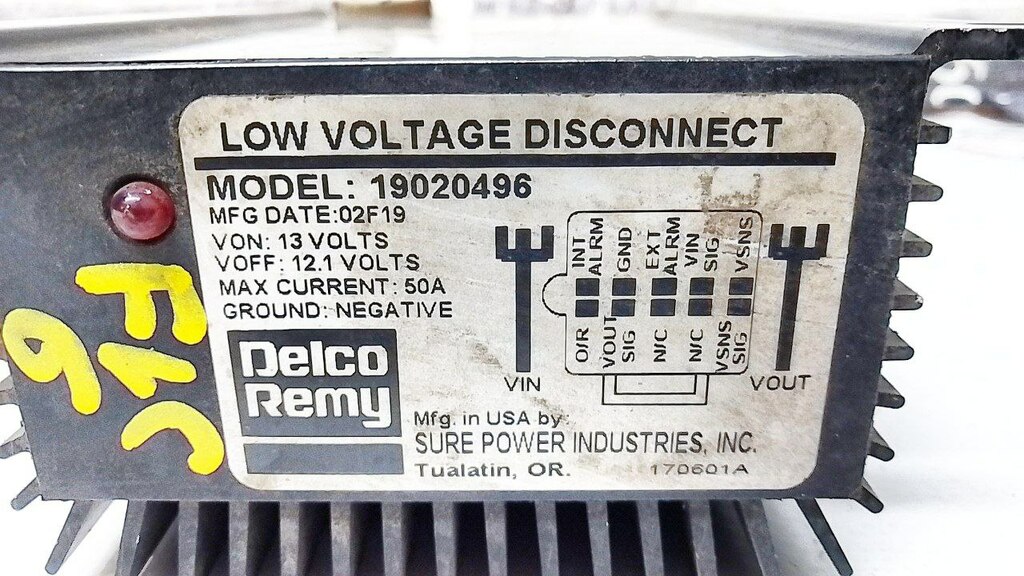 LOW VOLTAGE DISCONNECT
MODEL: 19020496
MFG DATE:02F19
VON: 13 VOLTS
VOFF: 12.1 VOLTS
MAX CURRENT: 50A
GROUND: NEGATIVE
Delco
Remy
INT ALRM
GND
EXT ALRM
VIN SIG
VSNS
O/R
VOUT SIG
N/C
N/C
VSNS SIG
VIN
VOUT
Mfg. in USA by:
SURE POWER INDUSTRIES, INC.
Tualatin, OR.
170601A